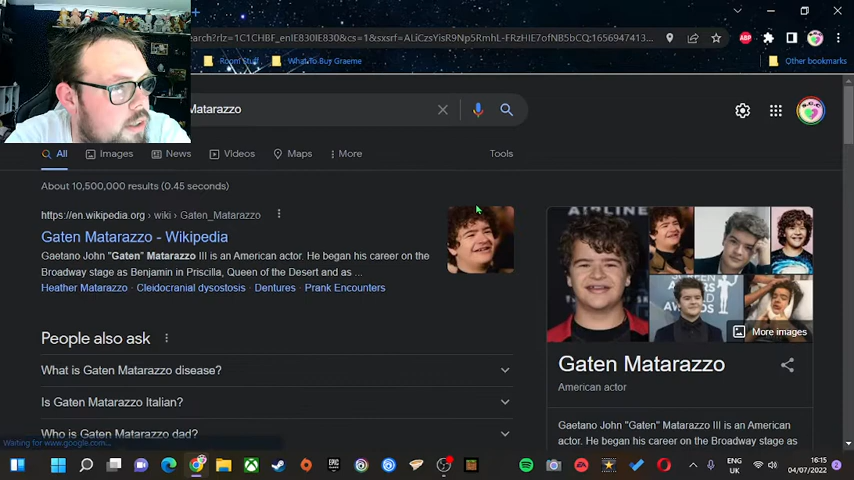 earch?rlz=1C1CHBF_enIE830IE830&cs=1&sxsrf=ALiCzsYisR9Np5RmhL-FRzHIE7ofNB5bCQ:1656947413...
ABP
Room Stuff
What To Buy Graeme
Other bookmarks
Matarazzo
All
Images
News
Videos
Maps
More
Tools
About 10,500,000 results (0.45 seconds)
https://en.wikipedia.org › wiki › Gaten_Matarazzo
Gaten Matarazzo - Wikipedia
Gaetano John "Gaten" Matarazzo III is an American actor. He began his career on the
Broadway stage as Benjamin in Priscilla, Queen of the Desert and as ...
Heather Matarazzo · Cleidocranial dysostosis · Dentures · Prank Encounters
People also ask
What is Gaten Matarazzo disease?
Is Gaten Matarazzo Italian?
Who is Gaten Matarazzo dad?
More images
Gaten Matarazzo
American actor
Gaetano John "Gaten" Matarazzo III is an American
actor. He began his career on the Broadway stage as
Waiting for www.google.com...
EPIC
ENG
UK
16:15
04/07/2022